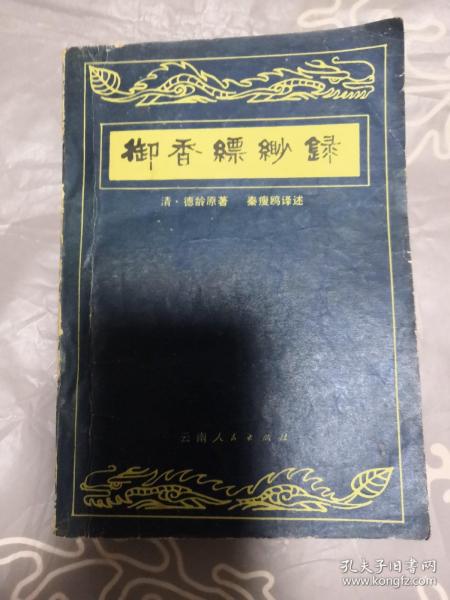 御香縹緲錄
清·德龄原著 秦瘦鸥译述
云南人民出版社
孔夫子旧书网
www.kongfz.com